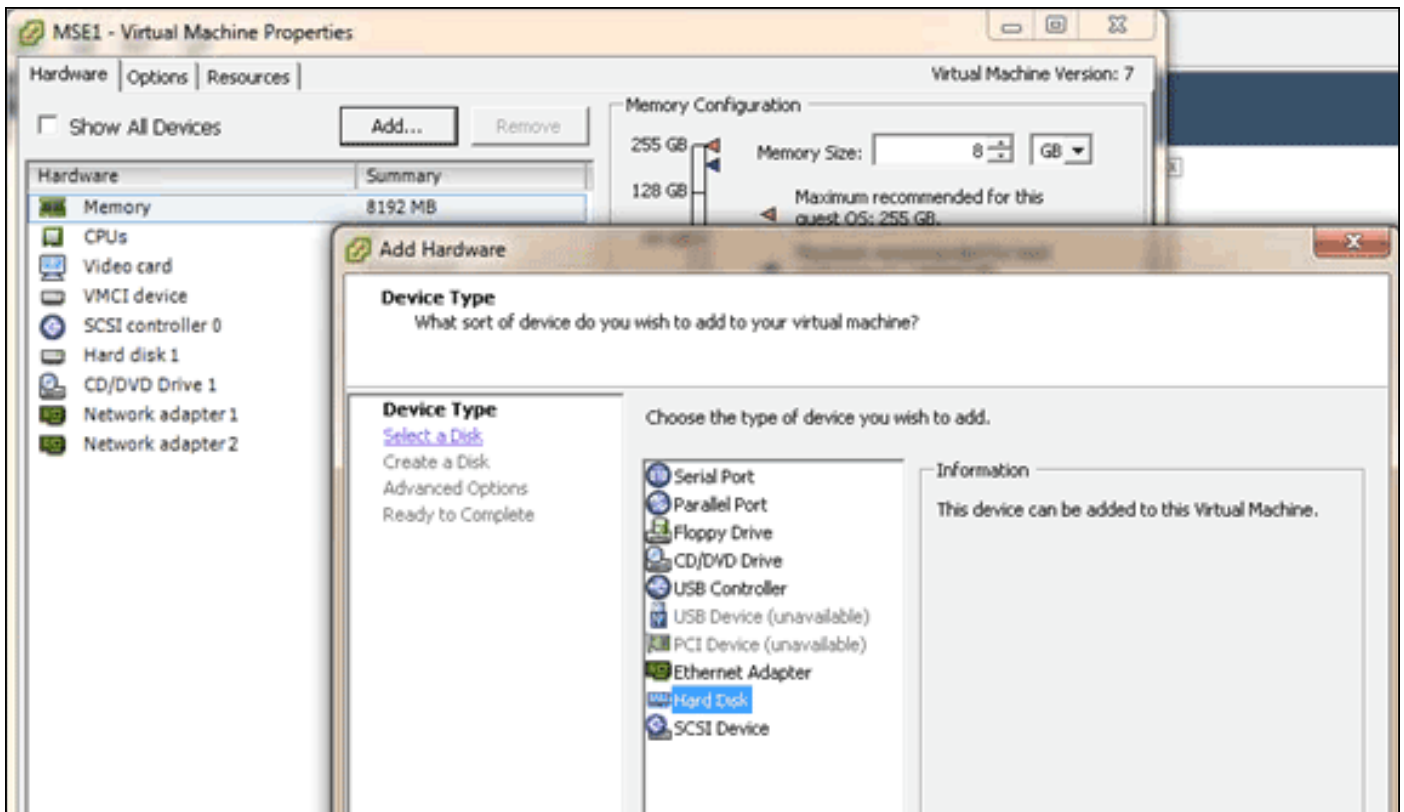 MSE1 - Virtual Machine Properties
Hardware Options Resources
Virtual Machine Version: 7
Show All Devices
Add...
Remove
Memory Configuration
255 GB
Memory Size: 8 GB
128 GB
Maximum recommended for this
guest OS: 255 GB.
Hardware Summary
Memory 8192 MB
CPUs
Video card
VMCI device
SCSI controller 0
Hard disk 1
CD/DVD Drive 1
Network adapter 1
Network adapter 2
Add Hardware
Device Type
What sort of device do you wish to add to your virtual machine?
Device Type
Select a Disk
Create a Disk
Advanced Options
Ready to Complete
Choose the type of device you wish to add.
Serial Port
Parallel Port
Floppy Drive
CD/DVD Drive
USB Controller
USB Device (unavailable)
PCI Device (unavailable)
Ethernet Adapter
Hard Disk
SCSI Device
Information
This device can be added to this Virtual Machine.